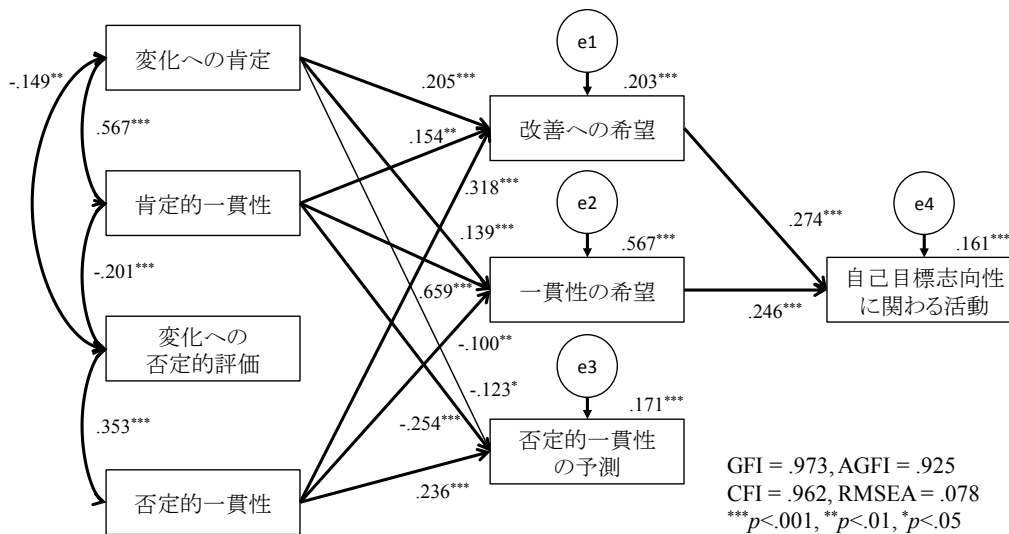 変化への肯定
肯定的一貫性
変化への
否定的評価
否定的一貫性
-.149**
.567***
-.201***
.353***
.205***
.154**
.318***
.139***
.659***
-.100**
-.123*
-.254***
.236***
e1
.203***
改善への希望
e2
.567***
一貫性の希望
e3
.171***
否定的一貫性
の予測
.274***
.246***
e4
.161***
自己目標志向性
に関わる活動
GFI = .973, AGFI = .925
CFI = .962, RMSEA = .078
***p<.001, **p<.01, *p<.05